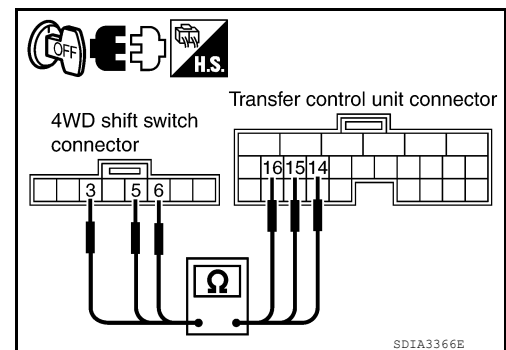 OFF
H.S.
Transfer control unit connector
4WD shift switch
connector
3 5 6
16 15 14
Ω
SDIA3366E